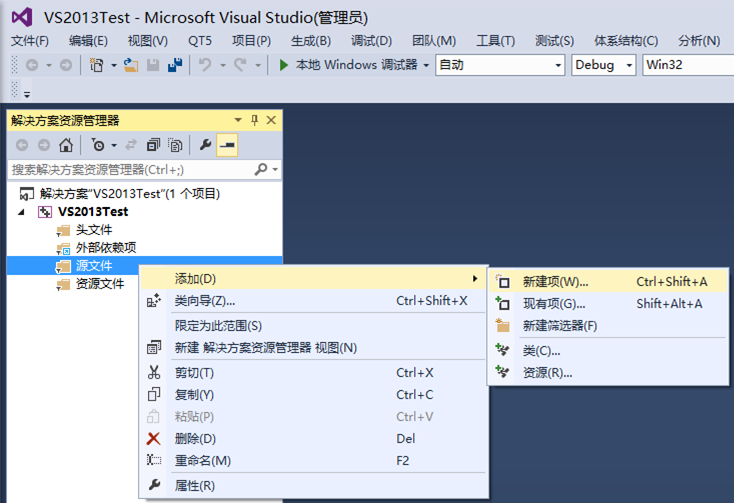 VS2013Test - Microsoft Visual Studio(管理员)
文件(F) 编辑(E) 视图(V) QT5 项目(P) 生成(B) 调试(D) 团队(M) 工具(T) 测试(S) 体系结构(C) 分析(N)
本地 Windows 调试器 自动 Debug Win32
解决方案资源管理器
搜索解决方案资源管理器(Ctrl+;)
解决方案"VS2013Test"(1 个项目)
VS2013Test
头文件
外部依赖项
源文件
资源文件
添加(D)
类向导(Z)... Ctrl+Shift+X
限定为此范围(S)
新建 解决方案资源管理器 视图(N)
剪切(T) Ctrl+X
复制(Y) Ctrl+C
粘贴(P) Ctrl+V
删除(D) Del
重命名(M) F2
属性(R)
新建项(W)... Ctrl+Shift+A
现有项(G)... Shift+Alt+A
新建筛选器(F)
类(C)...
资源(R)...